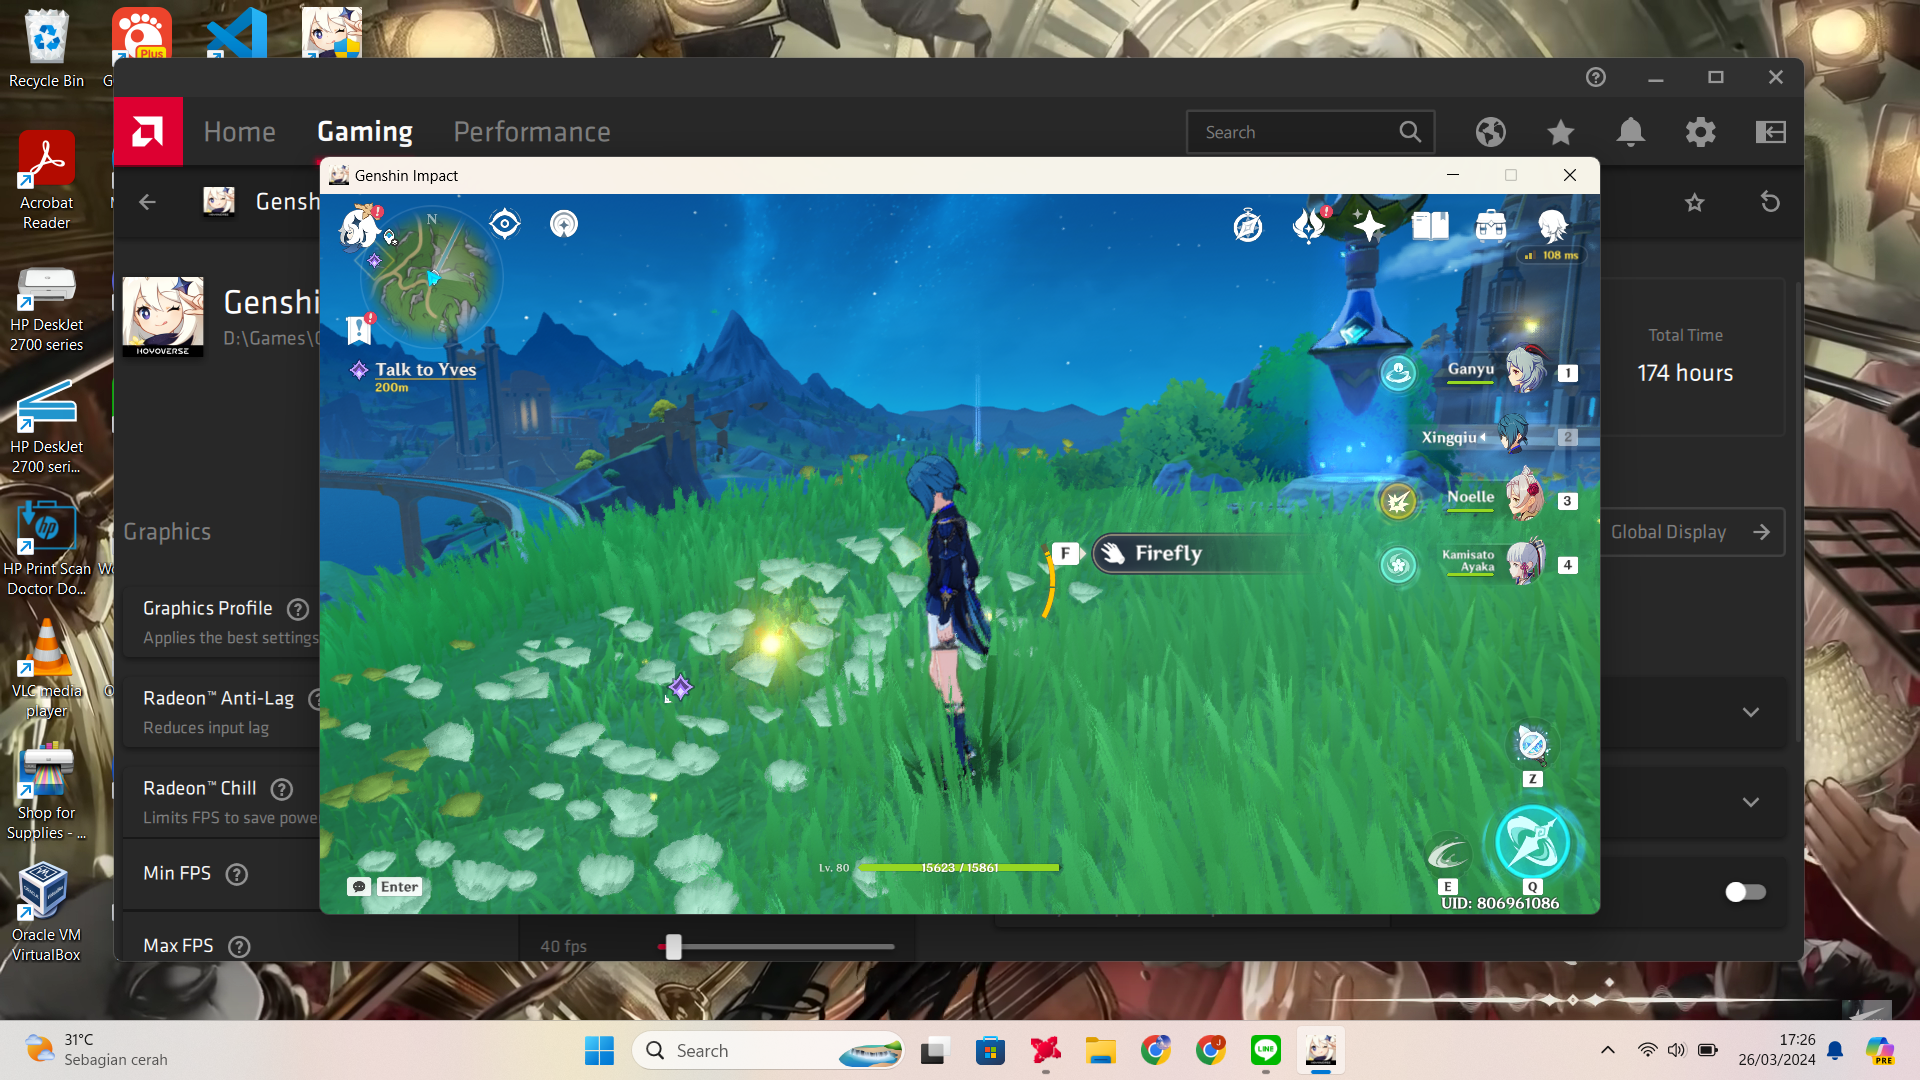 Recycle Bin
Plus
G
Home
Gaming
Performance
Search
Genshin Impact
Acrobat
Reader
Gensh
N
108 ms
HP DeskJet
2700 series
HOYOVERSE
Genshi
D:\Games\
Talk to Yves
200m
Ganyu
1
Total Time
174 hours
HP DeskJet
2700 seri...
Xingqiu
2
Noelle
3
Graphics
F
Firefly
Kamisato
Ayaka
4
Global Display
HP Print Scan
Doctor Do...
Wo
Graphics Profile
Applies the best settings
VLC media
player
O
Radeon™ Anti-Lag
Reduces input lag
Z
Radeon™ Chill
Limits FPS to save powe
Shop for
Supplies - ...
Min FPS
Lv. 80
15623 / 15861
Enter
E
Q
UID: 806961086
Oracle VM
VirtualBox
Max FPS
40 fps
31°C
Sebagian cerah
Search
LINE
17:26
26/03/2024
PRE